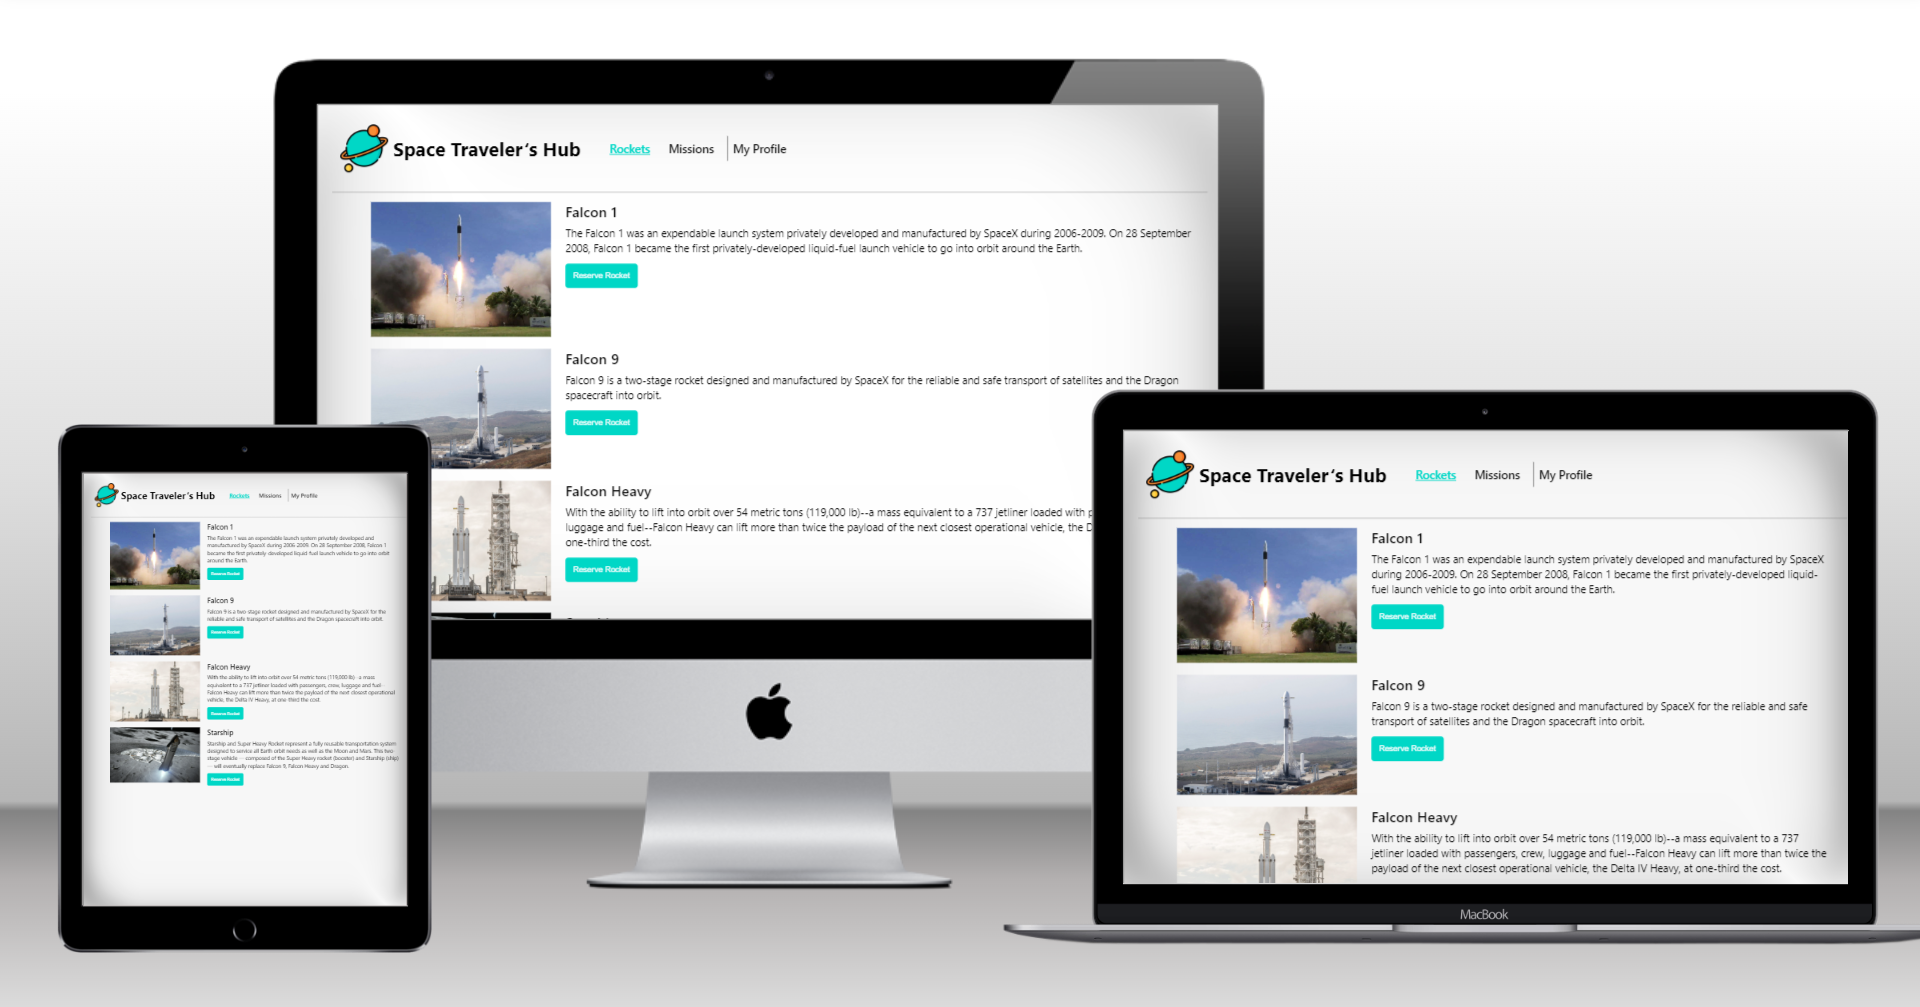 Space Traveler's Hub
Rockets
Missions
My Profile
Falcon 1
The Falcon 1 was an expendable launch system privately developed and manufactured by SpaceX during 2006-2009. On 28 September
2008, Falcon 1 became the first privately-developed liquid-fuel launch vehicle to go into orbit around the Earth.
Reserve Rocket
Falcon 9
Falcon 9 is a two-stage rocket designed and manufactured by SpaceX for the reliable and safe transport of satellites and the Dragon
spacecraft into orbit.
Reserve Rocket
Falcon Heavy
With the ability to lift into orbit over 54 metric tons (119,000 lb)--a mass equivalent to a 737 jetliner loaded with
luggage and fuel--Falcon Heavy can lift more than twice the payload of the next closest operational vehicle, the D
one-third the cost.
Reserve Rocket
Space Traveler's Hub
Rockets
Missions
My Profile
Falcon 1
The Falcon 1 was an expendable launch system privately developed and
manufactured by SpaceX during 2006-2009. On 28 September 2008, Falcon 1
became the first privately-developed liquid-fuel launch vehicle to go into orbit
around the Earth.
Reserve Rocket
Falcon 9
Falcon 9 is a two-stage rocket designed and manufactured by SpaceX for the
reliable and safe transport of satellites and the Dragon spacecraft into orbit.
Reserve Rocket
Falcon Heavy
With the ability to lift into orbit over 54 metric tons (119,000 lb)--a mass
equivalent to a 737 jetliner loaded with passengers, crew, luggage and fuel--
Falcon Heavy can lift more than twice the payload of the next closest operational
vehicle, the Delta IV Heavy, at one-third the cost.
Reserve Rocket
Starship
Starship and Super Heavy Rocket represent a fully reusable transportation system
designed to service all Earth orbit needs as well as the Moon and Mars. This two-
stage vehicle — composed of the Super Heavy rocket (booster) and Starship (ship)
— will eventually replace Falcon 9, Falcon Heavy and Dragon.
Reserve Rocket
Space Traveler's Hub
Rockets
Missions
My Profile
Falcon 1
The Falcon 1 was an expendable launch system privately developed and manufactured by SpaceX
during 2006-2009. On 28 September 2008, Falcon 1 became the first privately-developed liquid-
fuel launch vehicle to go into orbit around the Earth.
Reserve Rocket
Falcon 9
Falcon 9 is a two-stage rocket designed and manufactured by SpaceX for the reliable and safe
transport of satellites and the Dragon spacecraft into orbit.
Reserve Rocket
Falcon Heavy
With the ability to lift into orbit over 54 metric tons (119,000 lb)--a mass equivalent to a 737
jetliner loaded with passengers, crew, luggage and fuel--Falcon Heavy can lift more than twice the
payload of the next closest operational vehicle, the Delta IV Heavy, at one-third the cost.
MacBook